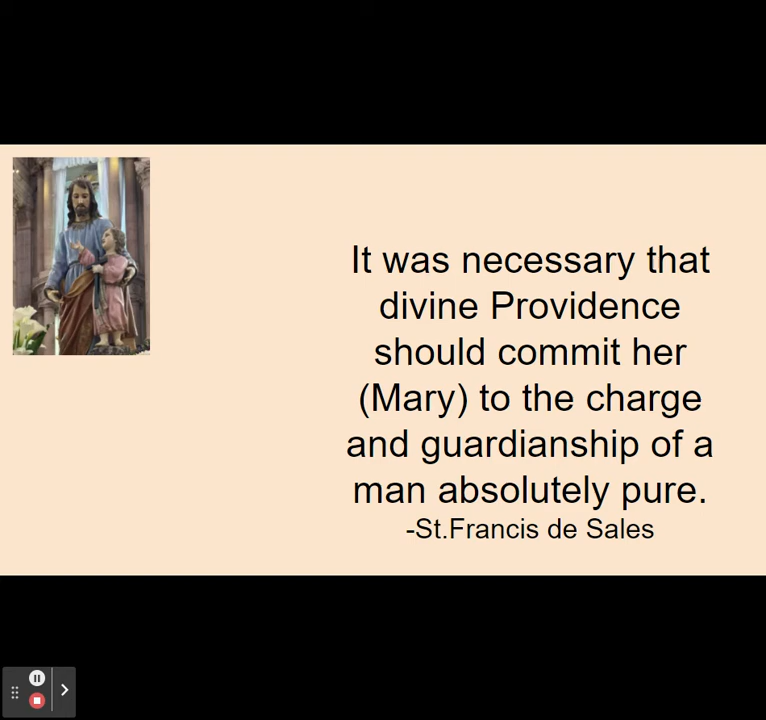 It was necessary that
divine Providence
should commit her
(Mary) to the charge
and guardianship of a
man absolutely pure.
-St.Francis de Sales